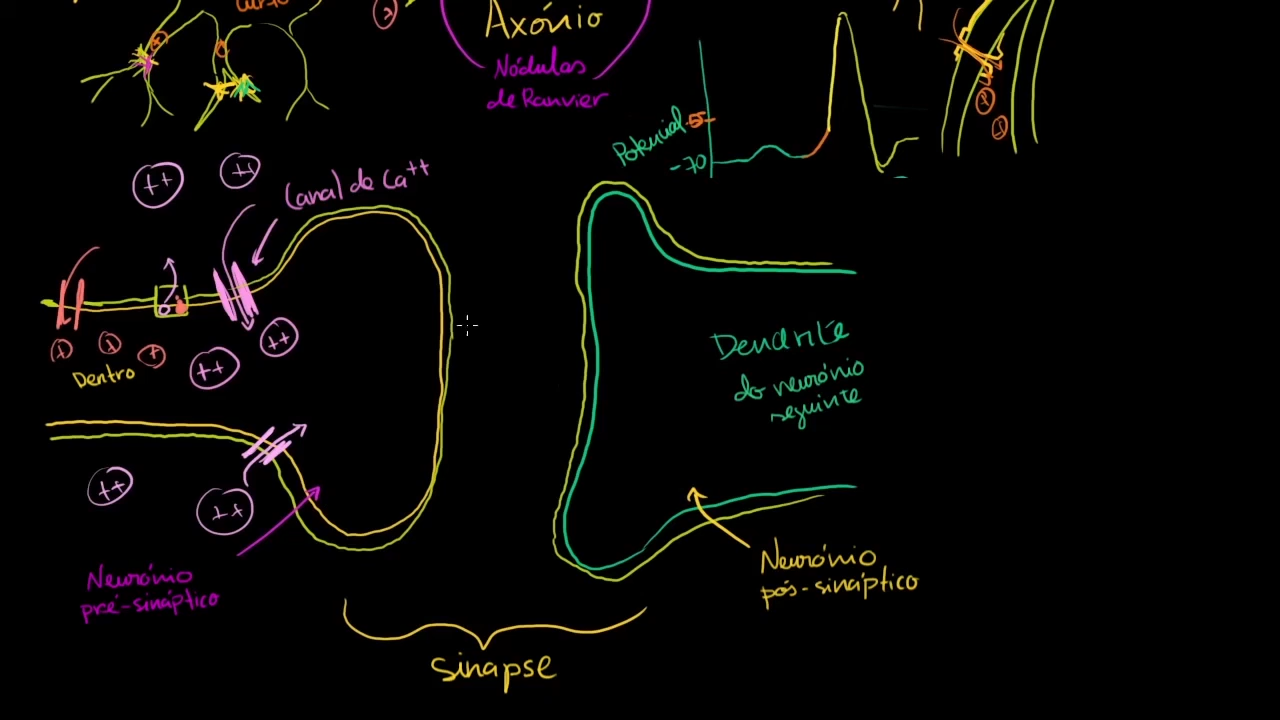 Axónio
Nódulos
de Ranvier
Potencial
-55
-70
++
++
Canal de Ca++
+
+
+
++
++
Dentro
Dendrite
do neurónio
seguinte
++
++
Neurónio
pré-sináptico
Neurónio
pós-sináptico
Sinapse